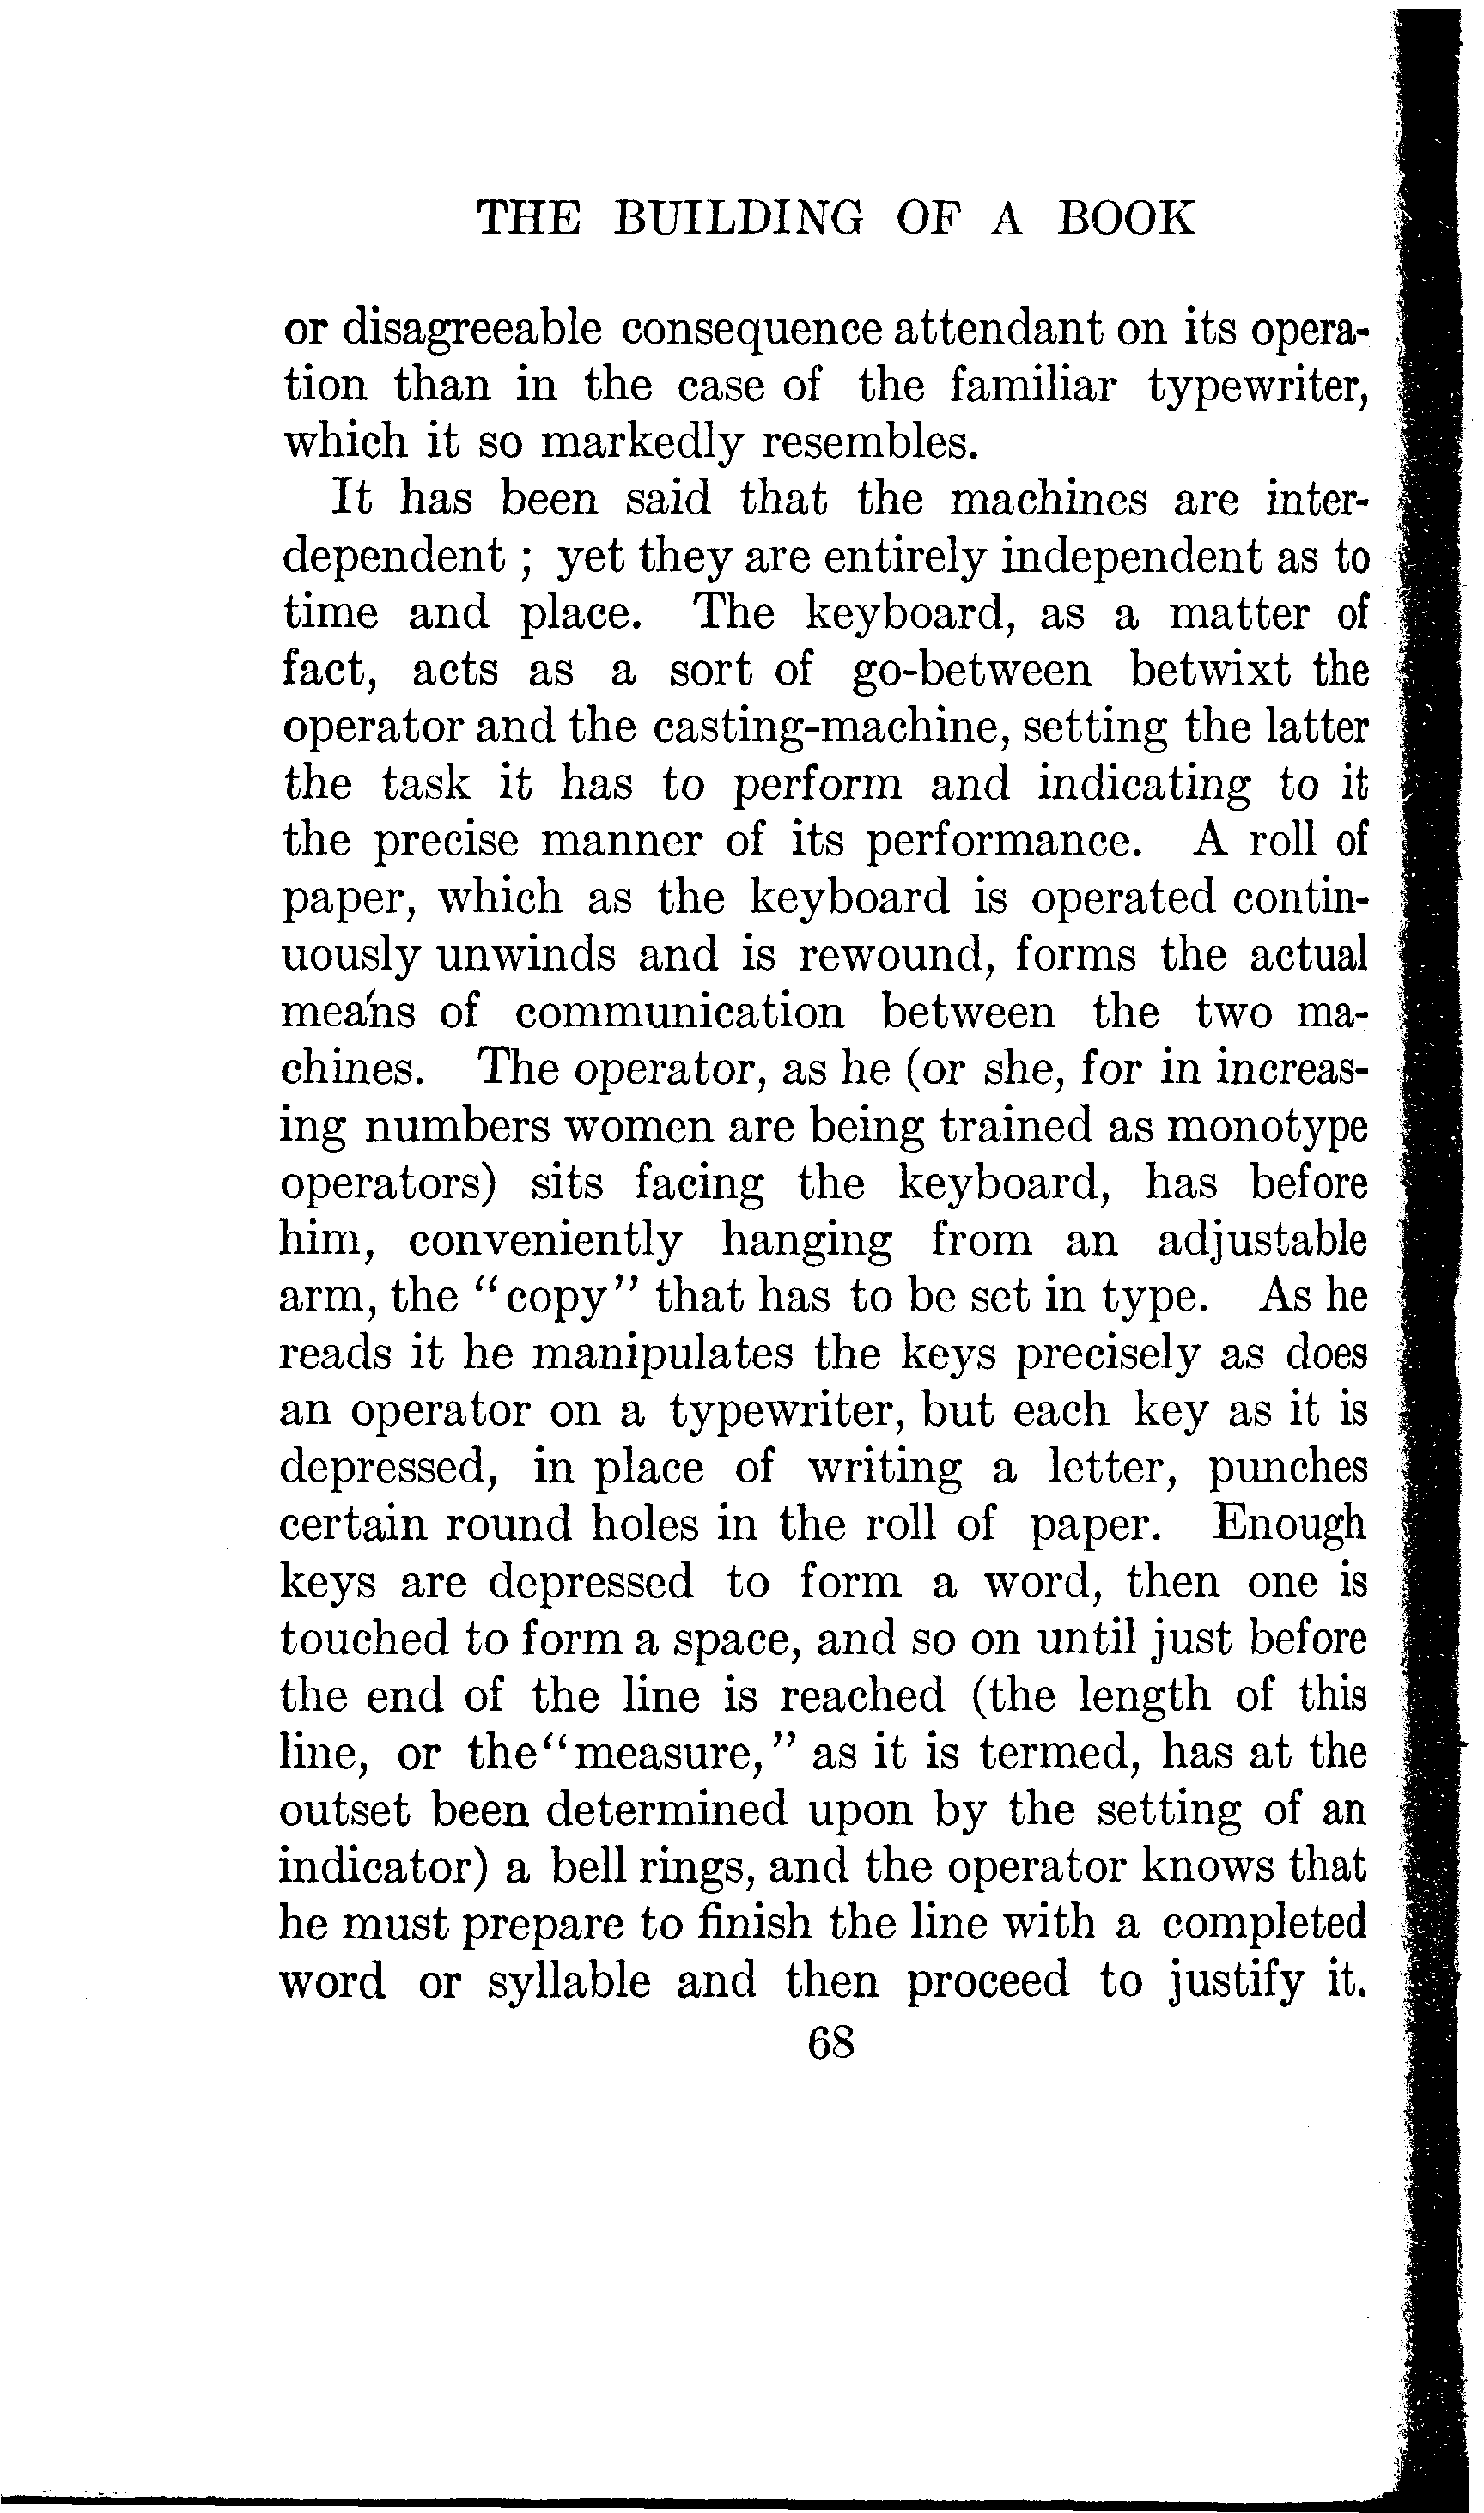 THE BUILDING OF A BOOK
or disagreeable consequence attendant on its opera-
tion than in the case of the familiar typewriter,
which it so markedly resembles.
It has been said that the machines are inter-
dependent ; yet they are entirely independent as to
time and place. The keyboard, as a matter of
fact, acts as a sort of go-between betwixt the
operator and the casting-machine, setting the latter
the task it has to perform and indicating to it
the precise manner of its performance. A roll of
paper, which as the keyboard is operated contin-
uously unwinds and is rewound, forms the actual
means of communication between the two ma-
chines. The operator, as he (or she, for in increas-
ing numbers women are being trained as monotype
operators) sits facing the keyboard, has before
him, conveniently hanging from an adjustable
arm, the “copy” that has to be set in type. As he
reads it he manipulates the keys precisely as does
an operator on a typewriter, but each key as it is
depressed, in place of writing a letter, punches
certain round holes in the roll of paper. Enough
keys are depressed to form a word, then one is
touched to form a space, and so on until just before
the end of the line is reached (the length of this
line, or the“measure,” as it is termed, has at the
outset been determined upon by the setting of an
indicator) a bell rings, and the operator knows that
he must prepare to finish the line with a completed
word or syllable and then proceed to justify it.
68